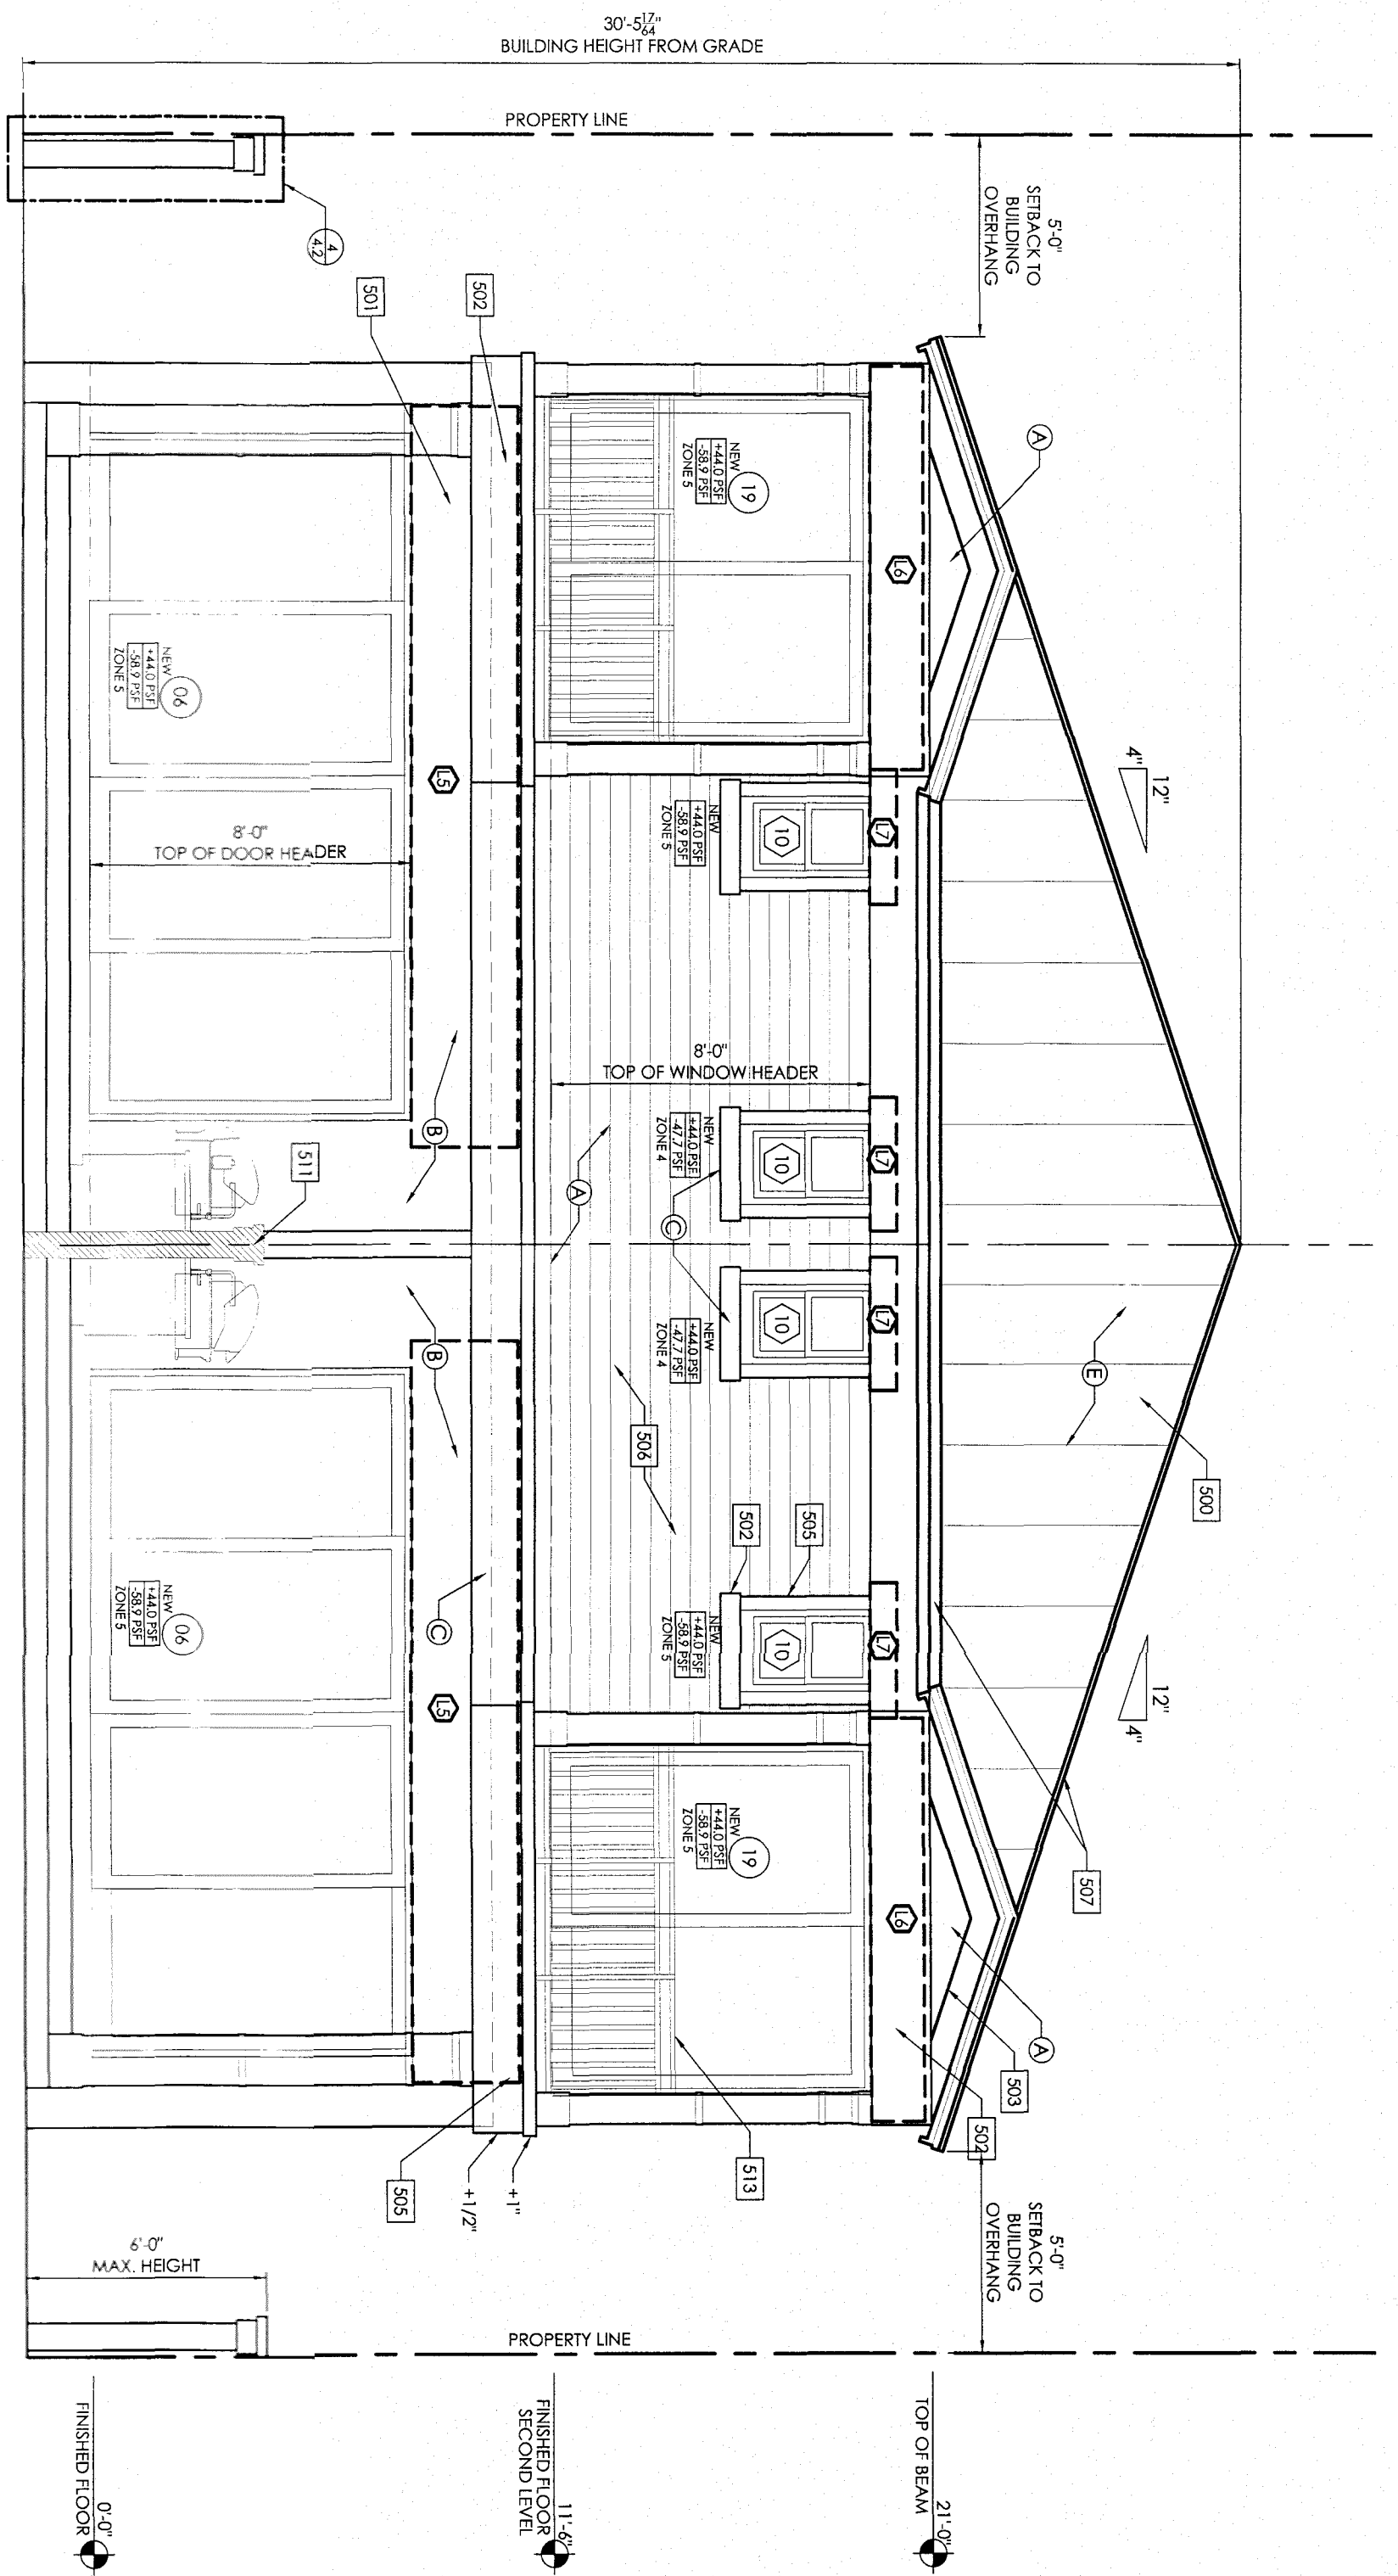 30'-5 17/64"
BUILDING HEIGHT FROM GRADE
PROPERTY LINE
5'-0"
SETBACK TO
BUILDING
OVERHANG
4
4.2
501
502
A
NEW
19
+44.0 PSF
-58.9 PSF
ZONE 5
L6
NEW
06
+44.0 PSF
-58.9 PSF
ZONE 5
L5
12"
4"
8'-0"
TOP OF DOOR HEADER
NEW
+44.0 PSF
-58.9 PSF
ZONE 5
10
L7
8'-0"
TOP OF WINDOW HEADER
NEW
+44.0 PSF
-47.7 PSF
ZONE 4
10
L7
B
511
A
C
NEW
+44.0 PSF
-47.7 PSF
ZONE 4
10
L7
B
E
500
506
502
505
NEW
+44.0 PSF
-58.9 PSF
ZONE 5
10
L7
12"
4"
NEW
06
+44.0 PSF
-58.9 PSF
ZONE 5
C
L5
NEW
19
+44.0 PSF
-58.9 PSF
ZONE 5
L6
507
A
503
502
513
505
+1/2"
+1"
5'-0"
SETBACK TO
BUILDING
OVERHANG
6'-0"
MAX. HEIGHT
PROPERTY LINE
21'-0"
TOP OF BEAM
11'-6"
FINISHED FLOOR
SECOND LEVEL
0'-0"
FINISHED FLOOR